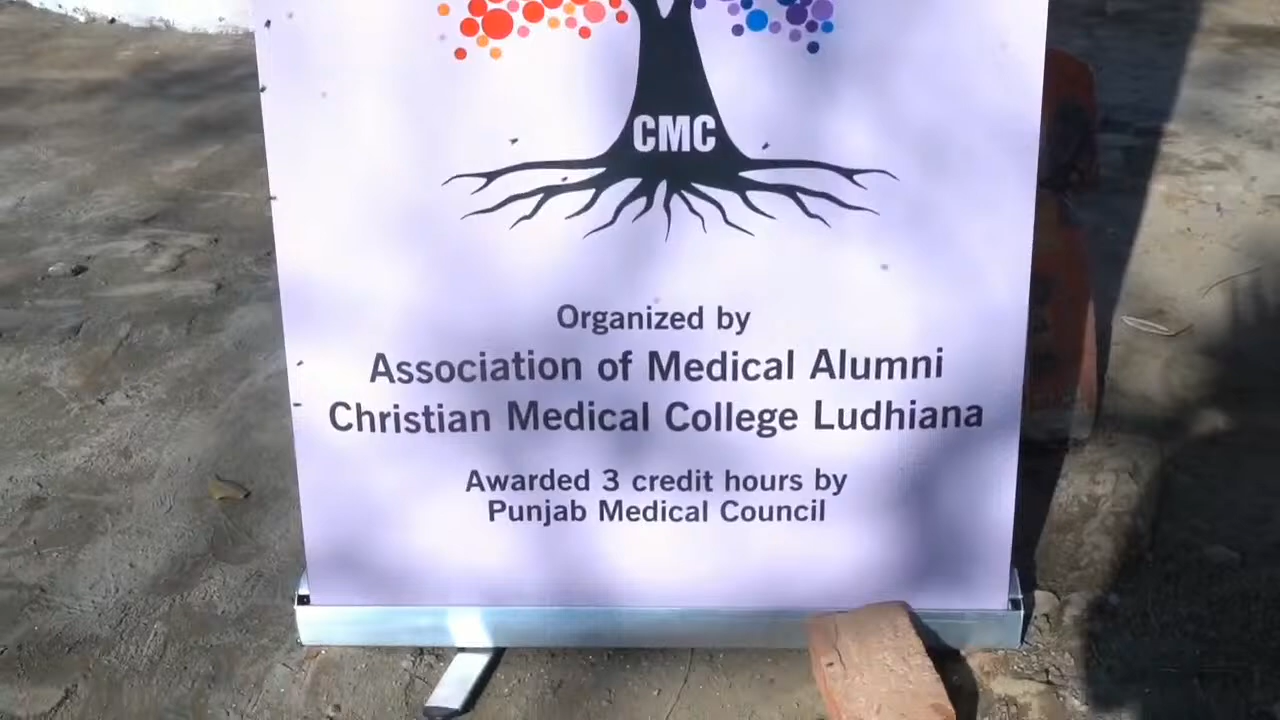 CMC
Organized by
Association of Medical Alumni
Christian Medical College Ludhiana
Awarded 3 credit hours by
Punjab Medical Council